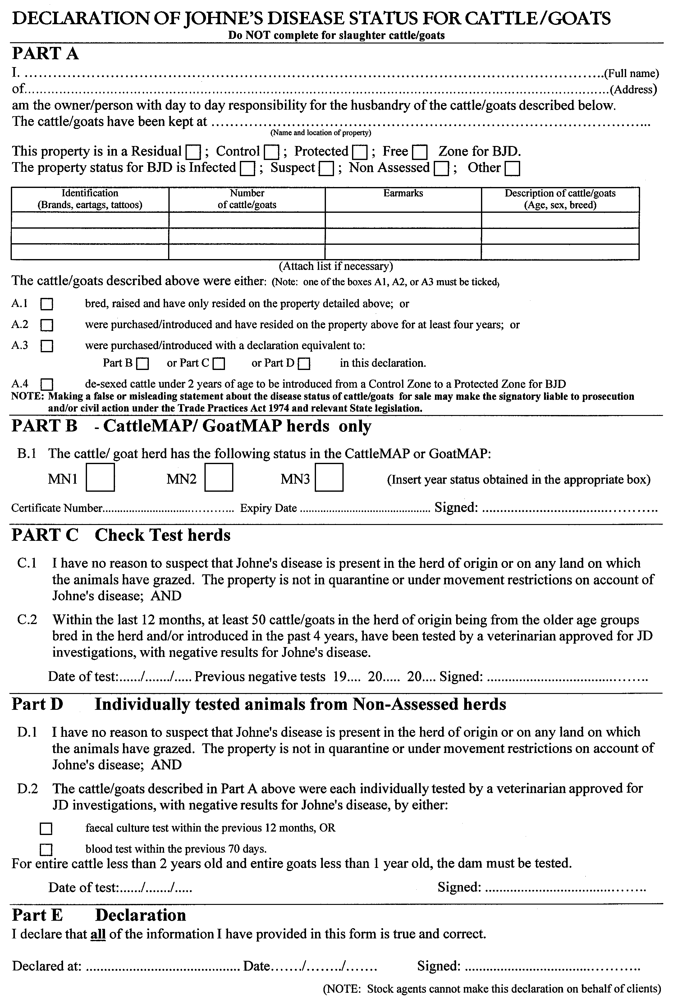 DECLARATION OF JOHNE'S DISEASE STATUS FOR CATTLE/GOATS
Do NOT complete for slaughter cattle/goats
PART A
I. ....................................................................................................(Full name)
of....................................................................................................(Address)
am the owner/person with day to day responsibility for the husbandry of the cattle/goats described below.
The cattle/goats have been kept at ....................................................................................................
(Name and location of property)
This property is in a Residual ☐ ; Control ☐ ; Protected ☐ ; Free ☐ Zone for BJD.
The property status for BJD is Infected ☐ ; Suspect ☐ ; Non Assessed ☐ ; Other ☐
Identification Number Earmarks Description of cattle/goats
(Brands, eartags, tattoos) of cattle/goats (Age, sex, breed)
(Attach list if necessary)
The cattle/goats described above were either: (Note: one of the boxes A1, A2, or A3 must be ticked)
A.1 ☐ bred, raised and have only resided on the property detailed above; or
A.2 ☐ were purchased/introduced and have resided on the property above for at least four years; or
A.3 ☐ were purchased/introduced with a declaration equivalent to:
Part B ☐ or Part C ☐ or Part D ☐ in this declaration.
A.4 ☐ de-sexed cattle under 2 years of age to be introduced from a Control Zone to a Protected Zone for BJD
NOTE: Making a false or misleading statement about the disease status of cattle/goats for sale may make the signatory liable to prosecution
and/or civil action under the Trade Practices Act 1974 and relevant State legislation.
PART B - CattleMAP/ GoatMAP herds only
B.1 The cattle/ goat herd has the following status in the CattleMAP or GoatMAP:
MN1 ☐ MN2 ☐ MN3 ☐ (Insert year status obtained in the appropriate box)
Certificate Number............................................. Expiry Date ............................................. Signed: .............................................
PART C Check Test herds
C.1 I have no reason to suspect that Johne's disease is present in the herd of origin or on any land on which
the animals have grazed. The property is not in quarantine or under movement restrictions on account of
Johne's disease; AND
C.2 Within the last 12 months, at least 50 cattle/goats in the herd of origin being from the older age groups
bred in the herd and/or introduced in the past 4 years, have been tested by a veterinarian approved for JD
investigations, with negative results for Johne's disease.
Date of test:....../......./..... Previous negative tests 19.... 20..... 20.... Signed: .............................................
Part D Individually tested animals from Non-Assessed herds
D.1 I have no reason to suspect that Johne's disease is present in the herd of origin or on any land on which
the animals have grazed. The property is not in quarantine or under movement restrictions on account of
Johne's disease; AND
D.2 The cattle/goats described in Part A above were each individually tested by a veterinarian approved for
JD investigations, with negative results for Johne's disease, by either:
☐ faecal culture test within the previous 12 months, OR
☐ blood test within the previous 70 days.
For entire cattle less than 2 years old and entire goats less than 1 year old, the dam must be tested.
Date of test:....../......./..... Signed: .............................................
Part E Declaration
I declare that all of the information I have provided in this form is true and correct.
Declared at: ............................................. Date......./......../....... Signed: .............................................
(NOTE: Stock agents cannot make this declaration on behalf of clients)